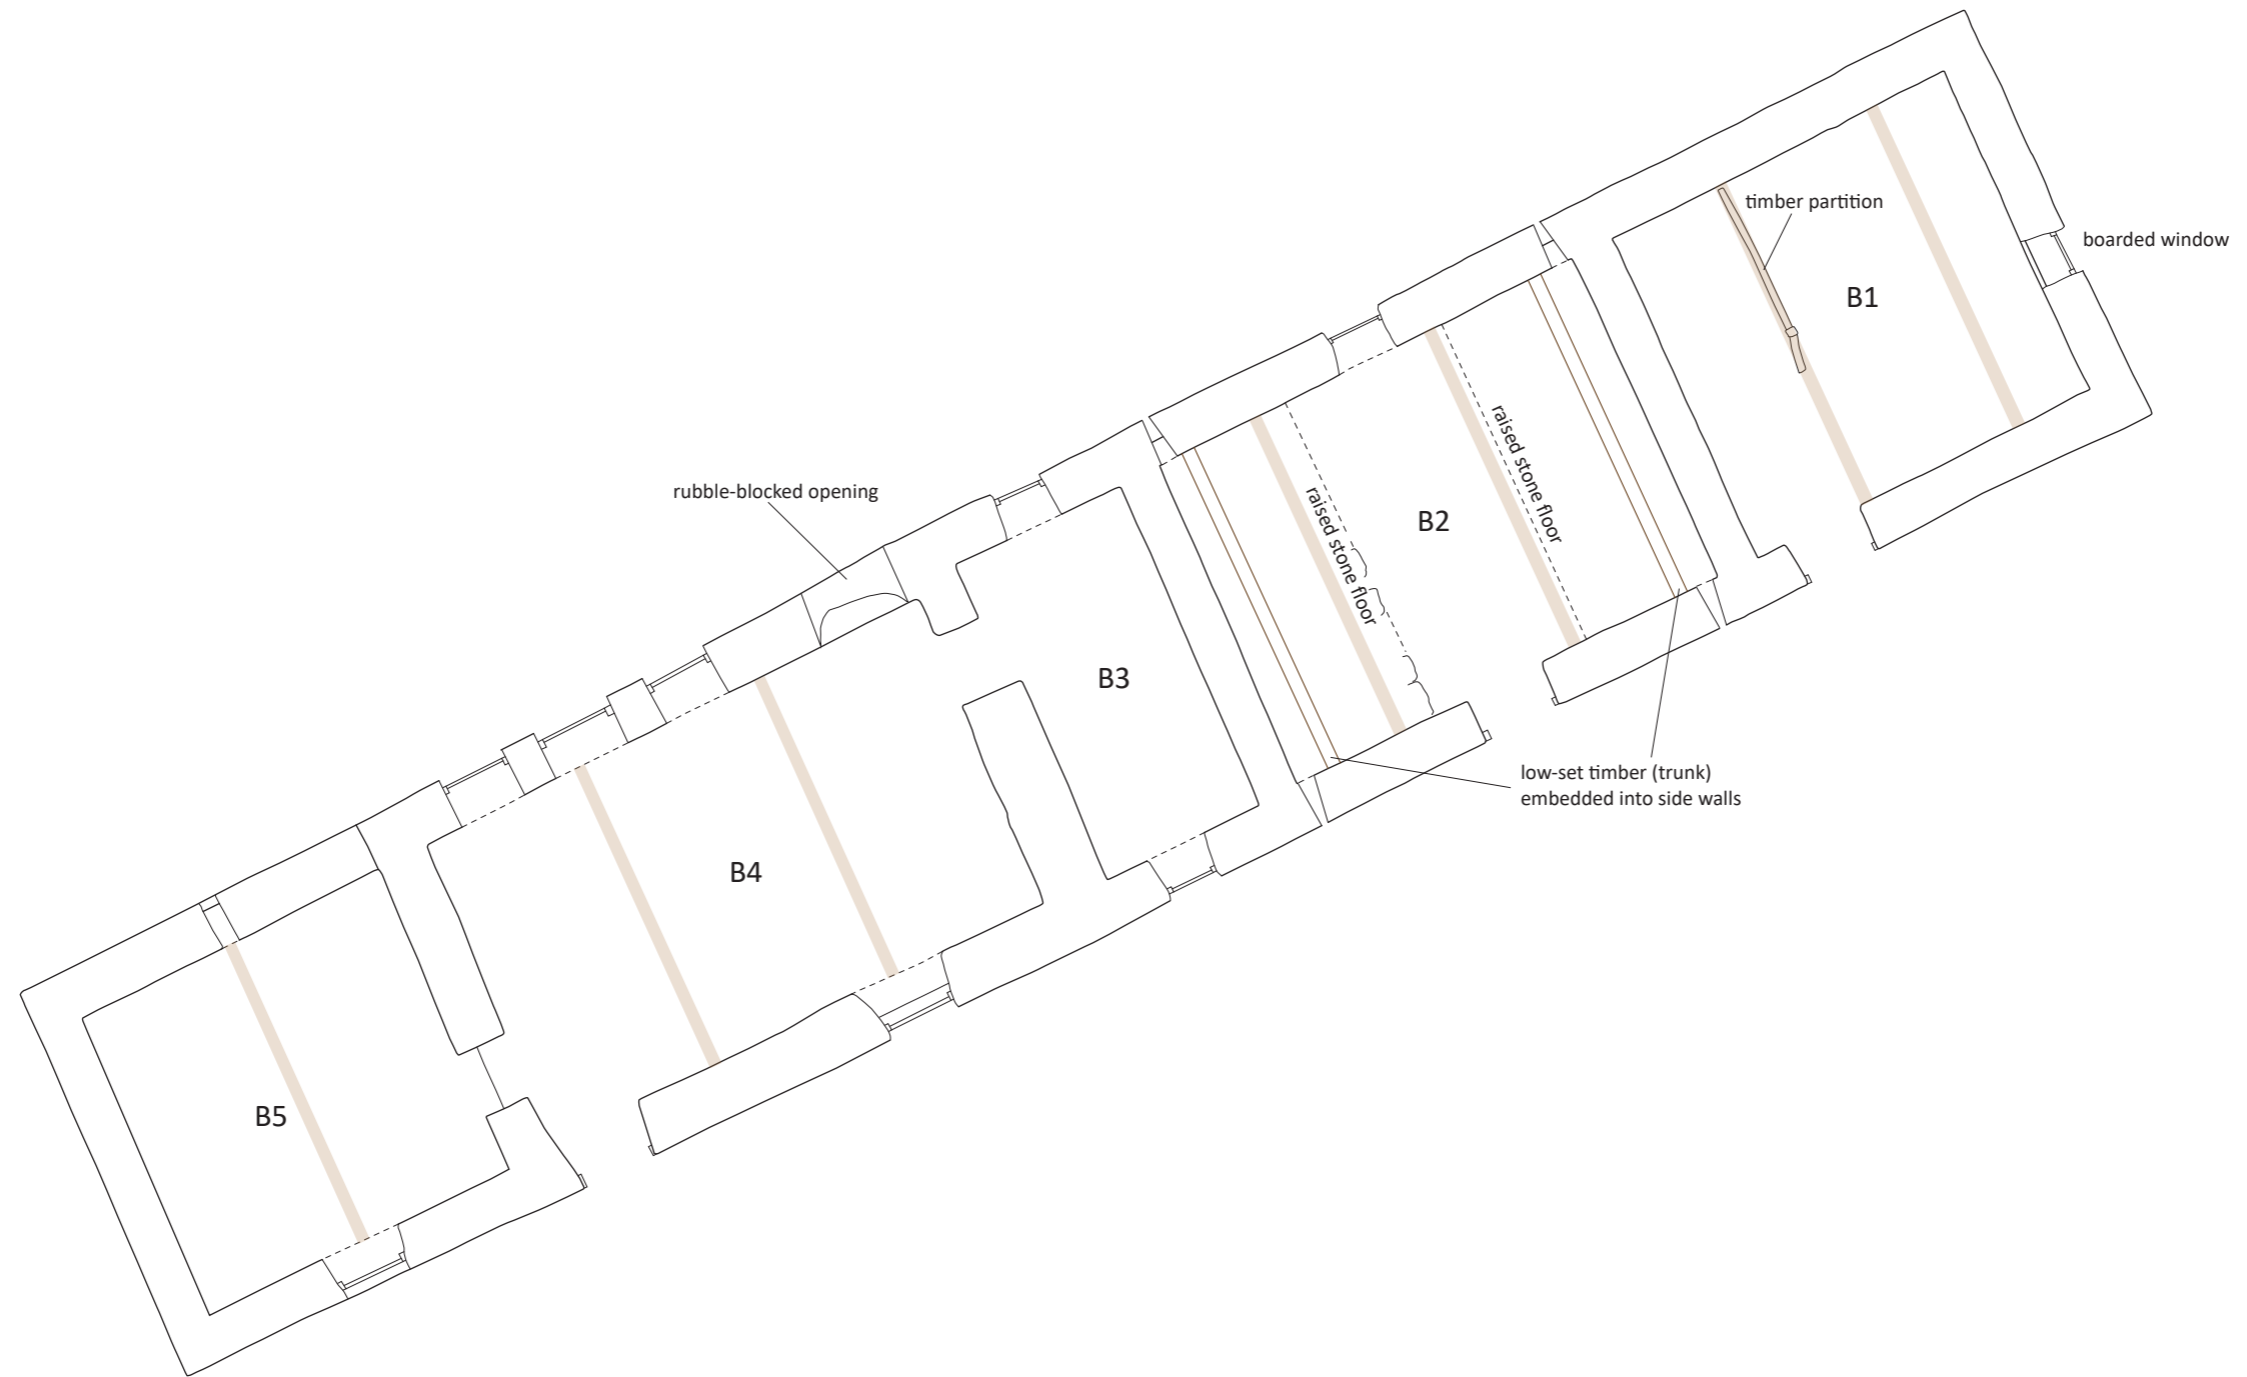 timber partition
boarded window
B1
raised stone floor
rubble-blocked opening
raised stone floor
B2
B3
low-set timber (trunk)
embedded into side walls
B4
B5